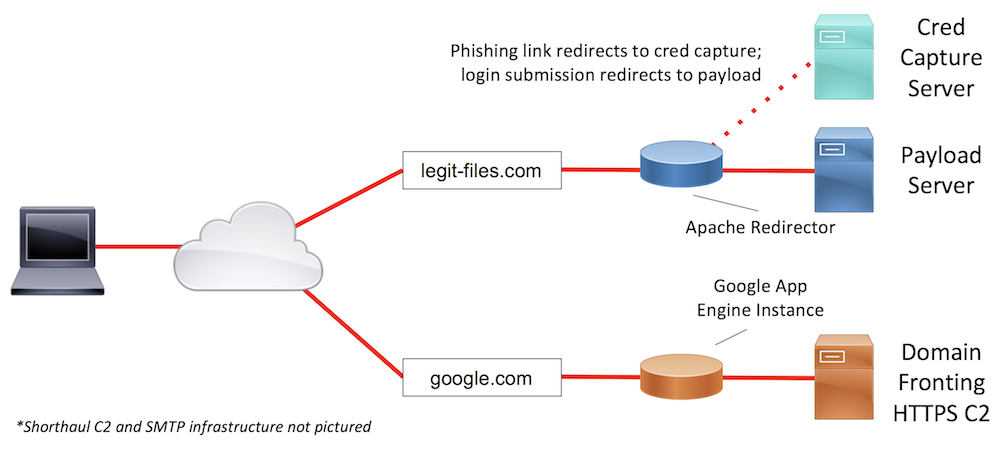 Phishing link redirects to cred capture;
login submission redirects to payload
Cred
Capture
Server
legit-files.com
Payload
Server
Apache Redirector
Google App
Engine Instance
google.com
Domain
Fronting
HTTPS C2
*Shorthaul C2 and SMTP infrastructure not pictured